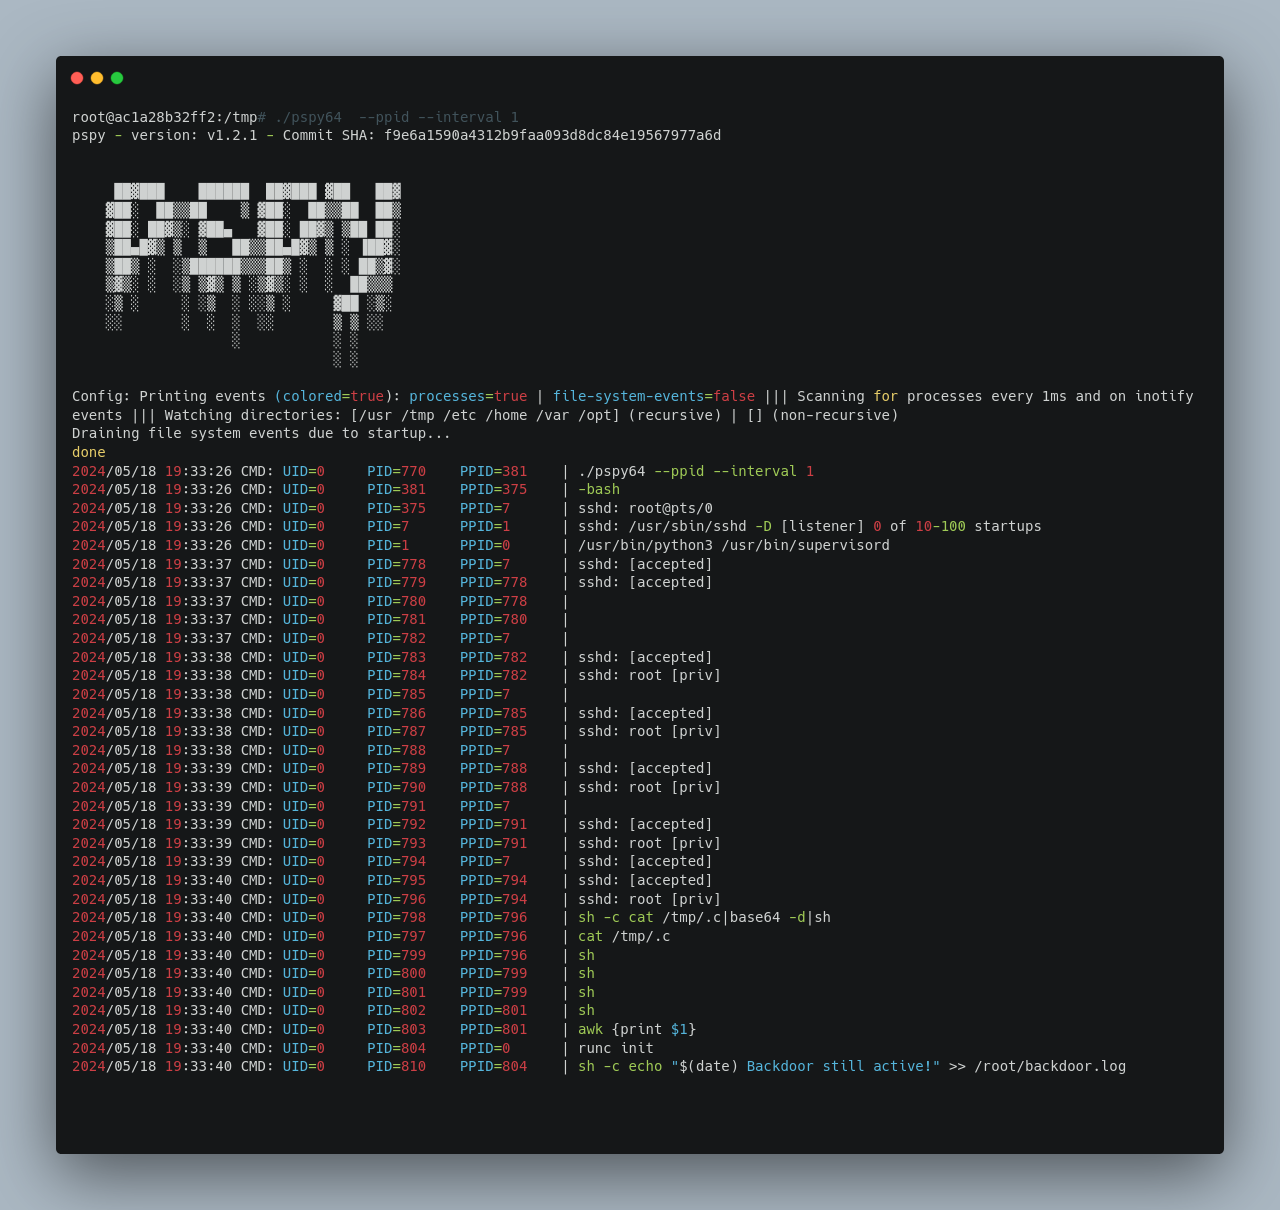 root@ac1a28b32ff2:/tmp# ./pspy64  --ppid --interval 1
pspy - version: v1.2.1 - Commit SHA: f9e6a1590a4312b9faa093d8dc84e19567977a6d
Config: Printing events (colored=true): processes=true | file-system-events=false ||| Scanning for processes every 1ms and on inotify
events ||| Watching directories: [/usr /tmp /etc /home /var /opt] (recursive) | [] (non-recursive)
Draining file system events due to startup...
done
2024/05/18 19:33:26 CMD: UID=0     PID=770    PPID=381    | ./pspy64 --ppid --interval 1
2024/05/18 19:33:26 CMD: UID=0     PID=381    PPID=375    | -bash
2024/05/18 19:33:26 CMD: UID=0     PID=375    PPID=7      | sshd: root@pts/0
2024/05/18 19:33:26 CMD: UID=0     PID=7      PPID=1      | sshd: /usr/sbin/sshd -D [listener] 0 of 10-100 startups
2024/05/18 19:33:26 CMD: UID=0     PID=1      PPID=0      | /usr/bin/python3 /usr/bin/supervisord
2024/05/18 19:33:37 CMD: UID=0     PID=778    PPID=7      | sshd: [accepted]
2024/05/18 19:33:37 CMD: UID=0     PID=779    PPID=778    | sshd: [accepted]
2024/05/18 19:33:37 CMD: UID=0     PID=780    PPID=778    |
2024/05/18 19:33:37 CMD: UID=0     PID=781    PPID=780    |
2024/05/18 19:33:37 CMD: UID=0     PID=782    PPID=7      |
2024/05/18 19:33:38 CMD: UID=0     PID=783    PPID=782    | sshd: [accepted]
2024/05/18 19:33:38 CMD: UID=0     PID=784    PPID=782    | sshd: root [priv]
2024/05/18 19:33:38 CMD: UID=0     PID=785    PPID=7      |
2024/05/18 19:33:38 CMD: UID=0     PID=786    PPID=785    | sshd: [accepted]
2024/05/18 19:33:38 CMD: UID=0     PID=787    PPID=785    | sshd: root [priv]
2024/05/18 19:33:38 CMD: UID=0     PID=788    PPID=7      |
2024/05/18 19:33:39 CMD: UID=0     PID=789    PPID=788    | sshd: [accepted]
2024/05/18 19:33:39 CMD: UID=0     PID=790    PPID=788    | sshd: root [priv]
2024/05/18 19:33:39 CMD: UID=0     PID=791    PPID=7      |
2024/05/18 19:33:39 CMD: UID=0     PID=792    PPID=791    | sshd: [accepted]
2024/05/18 19:33:39 CMD: UID=0     PID=793    PPID=791    | sshd: root [priv]
2024/05/18 19:33:39 CMD: UID=0     PID=794    PPID=7      | sshd: [accepted]
2024/05/18 19:33:40 CMD: UID=0     PID=795    PPID=794    | sshd: [accepted]
2024/05/18 19:33:40 CMD: UID=0     PID=796    PPID=794    | sshd: root [priv]
2024/05/18 19:33:40 CMD: UID=0     PID=798    PPID=796    | sh -c cat /tmp/.c|base64 -d|sh
2024/05/18 19:33:40 CMD: UID=0     PID=797    PPID=796    | cat /tmp/.c
2024/05/18 19:33:40 CMD: UID=0     PID=799    PPID=796    | sh
2024/05/18 19:33:40 CMD: UID=0     PID=800    PPID=799    | sh
2024/05/18 19:33:40 CMD: UID=0     PID=801    PPID=799    | sh
2024/05/18 19:33:40 CMD: UID=0     PID=802    PPID=801    | sh
2024/05/18 19:33:40 CMD: UID=0     PID=803    PPID=801    | awk {print $1}
2024/05/18 19:33:40 CMD: UID=0     PID=804    PPID=0      | runc init
2024/05/18 19:33:40 CMD: UID=0     PID=810    PPID=804    | sh -c echo "$(date) Backdoor still active!" >> /root/backdoor.log